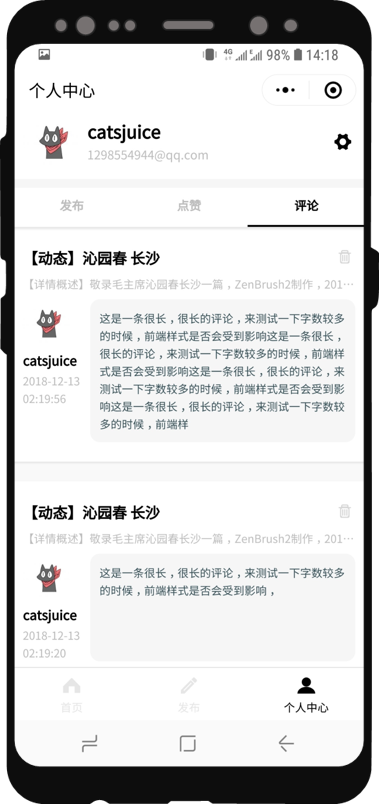 4G 98% 14:18
个人中心
catsjuice
1298554944@qq.com
发布 点赞 评论
【动态】沁园春 长沙
【详情概述】敬录毛主席沁园春长沙一篇，ZenBrush2制作，201…
catsjuice
2018-12-13
02:19:56
这是一条很长，很长的评论，来测试一下字数较多
的时候，前端样式是否会受到影响这是一条很长，
很长的评论，来测试一下字数较多的时候，前端样
式是否会受到影响这是一条很长，很长的评论，来
测试一下字数较多的时候，前端样式是否会受到影
响这是一条很长，很长的评论，来测试一下字数较
多的时候，前端样
【动态】沁园春 长沙
【详情概述】敬录毛主席沁园春长沙一篇，ZenBrush2制作，201…
catsjuice
2018-12-13
02:19:20
这是一条很长，很长的评论，来测试一下字数较多
的时候，前端样式是否会受到影响，
首页 发布 个人中心